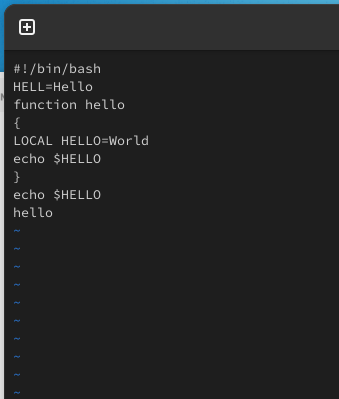 #!/bin/bash
HELL=Hello
function hello
{
LOCAL HELLO=World
echo $HELLO
}
echo $HELLO
hello
~
~
~
~
~
~
~
~
~
~